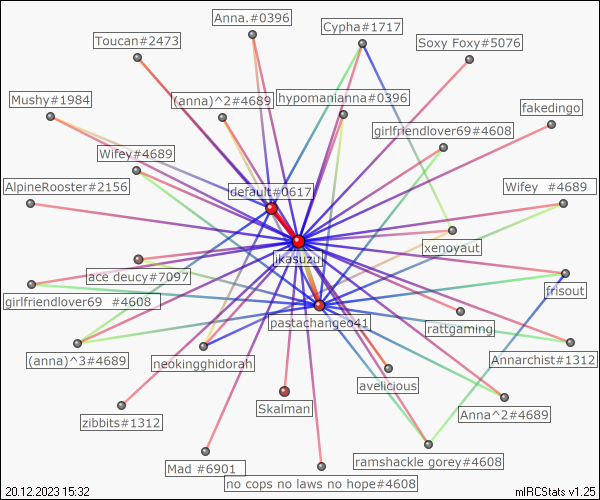 Anna.#0396
Cypha#1717
Toucan#2473
Soxy Foxy#5076
Mushy#1984
(anna)^2#4689
hypomanianna#0396
fakedingo
girlfriendlover69#4608
Wifey#4689
AlpineRooster#2156
default#0617
Wifey #4689
xenoyaut
ikasuzu
ace deucy#7097
frisout
girlfriendlover69 #4608
pastachangeo41
rattgaming
(anna)^3#4689
neokingghidorah
Annarchist#1312
avelicious
Skalman
Anna^2#4689
zibbits#1312
Mad #6901
ramshackle gorey#4608
no cops no laws no hope#4608
20.12.2023 15:32
mIRCStats v1.25